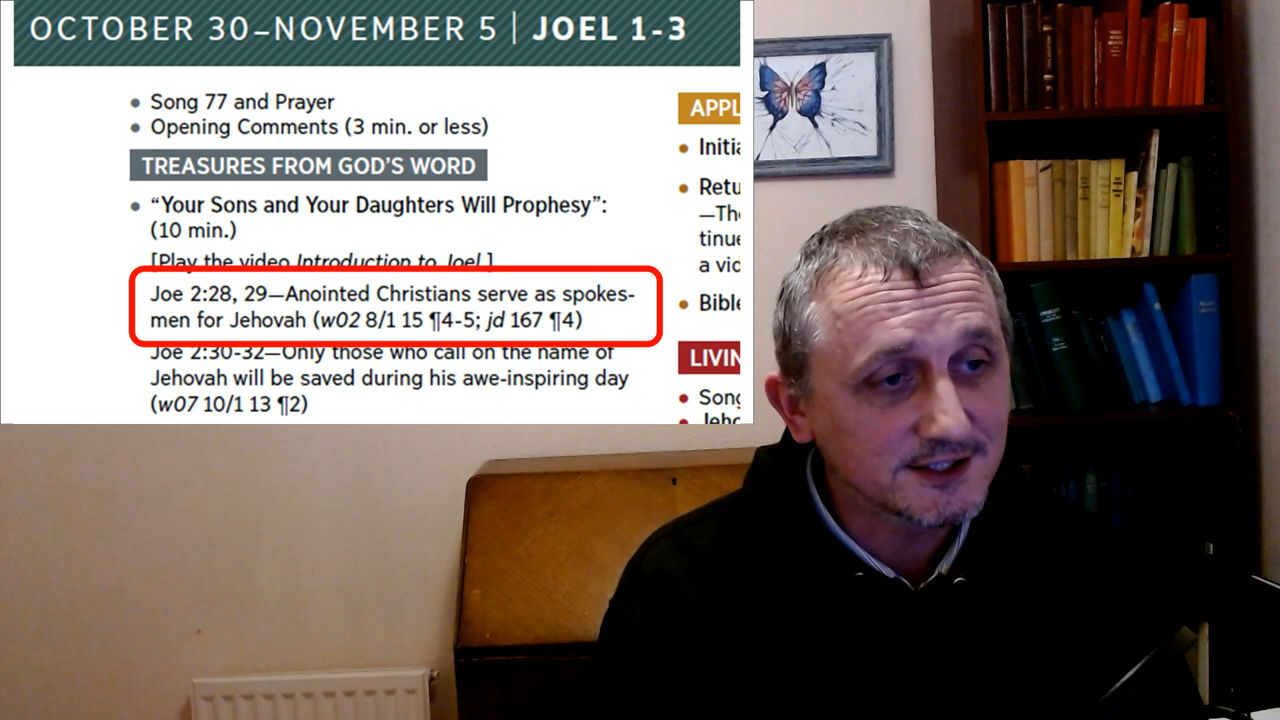 OCTOBER 30–NOVEMBER 5 | JOEL 1-3
• Song 77 and Prayer
• Opening Comments (3 min. or less)
TREASURES FROM GOD'S WORD
• “Your Sons and Your Daughters Will Prophesy”:
(10 min.)
[Play the video Introduction to Joel.]
Joe 2:28, 29—Anointed Christians serve as spokes-
men for Jehovah (w02 8/1 15 ¶4-5; jd 167 ¶4)
Joe 2:30-32—Only those who call on the name of
Jehovah will be saved during his awe-inspiring day
(w07 10/1 13 ¶2)
APPL
• Initia
• Retu
—The
tinue
a vid
• Bible
LIVIN
• Song
• Jeho